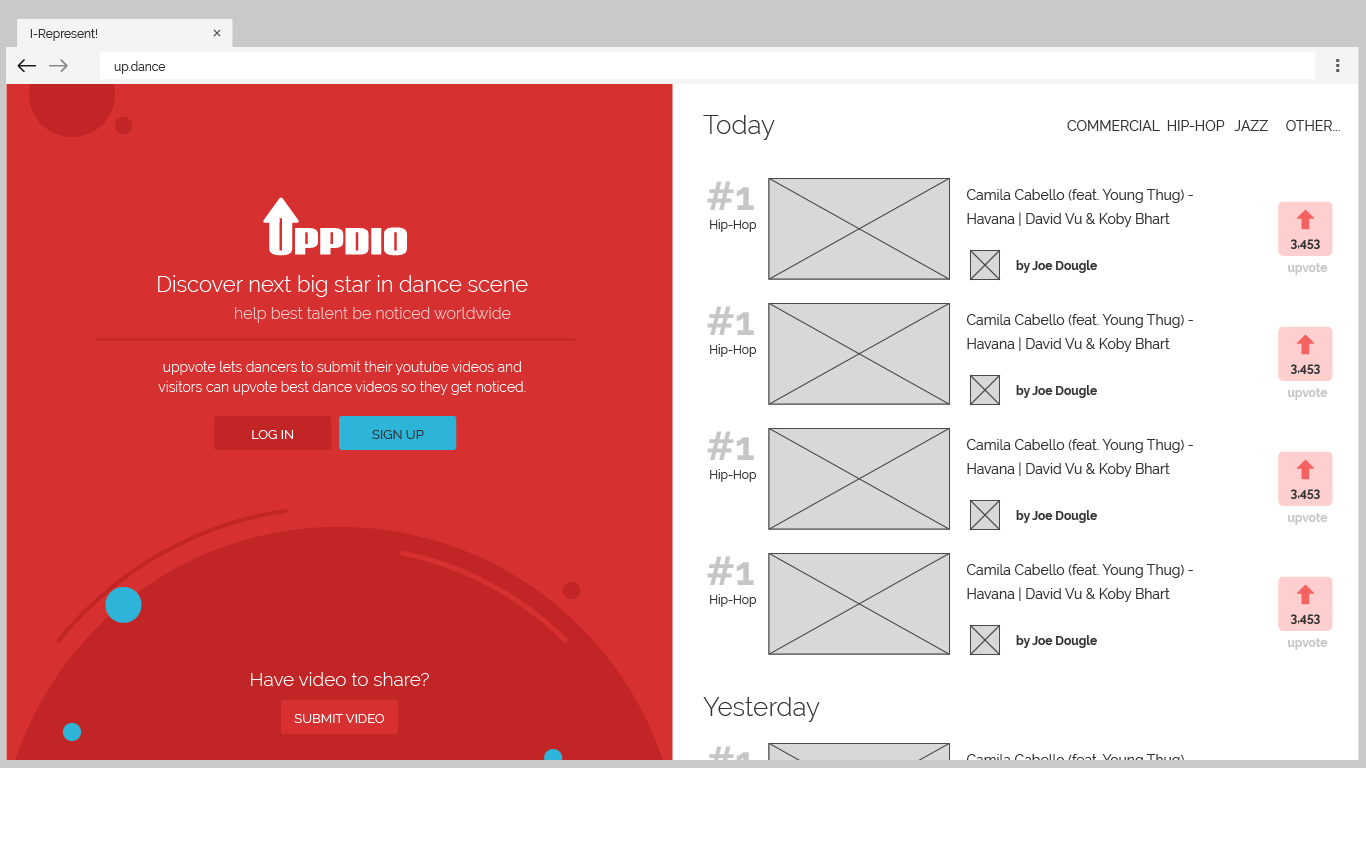 I-Represent!
up.dance
UPPDIO
Discover next big star in dance scene
help best talent be noticed worldwide
uppvote lets dancers to submit their youtube videos and
visitors can upvote best dance videos so they get noticed.
LOG IN
SIGN UP
Have video to share?
SUBMIT VIDEO
Today
COMMERCIAL HIP-HOP JAZZ OTHER...
#1
Hip-Hop
Camila Cabello (feat. Young Thug) -
Havana | David Vu & Koby Bhart
by Joe Dougle
3.453
upvote
#1
Hip-Hop
Camila Cabello (feat. Young Thug) -
Havana | David Vu & Koby Bhart
by Joe Dougle
3.453
upvote
#1
Hip-Hop
Camila Cabello (feat. Young Thug) -
Havana | David Vu & Koby Bhart
by Joe Dougle
3.453
upvote
#1
Hip-Hop
Camila Cabello (feat. Young Thug) -
Havana | David Vu & Koby Bhart
by Joe Dougle
3.453
upvote
Yesterday
#1
Camila Cabello (feat. Young Thug) -